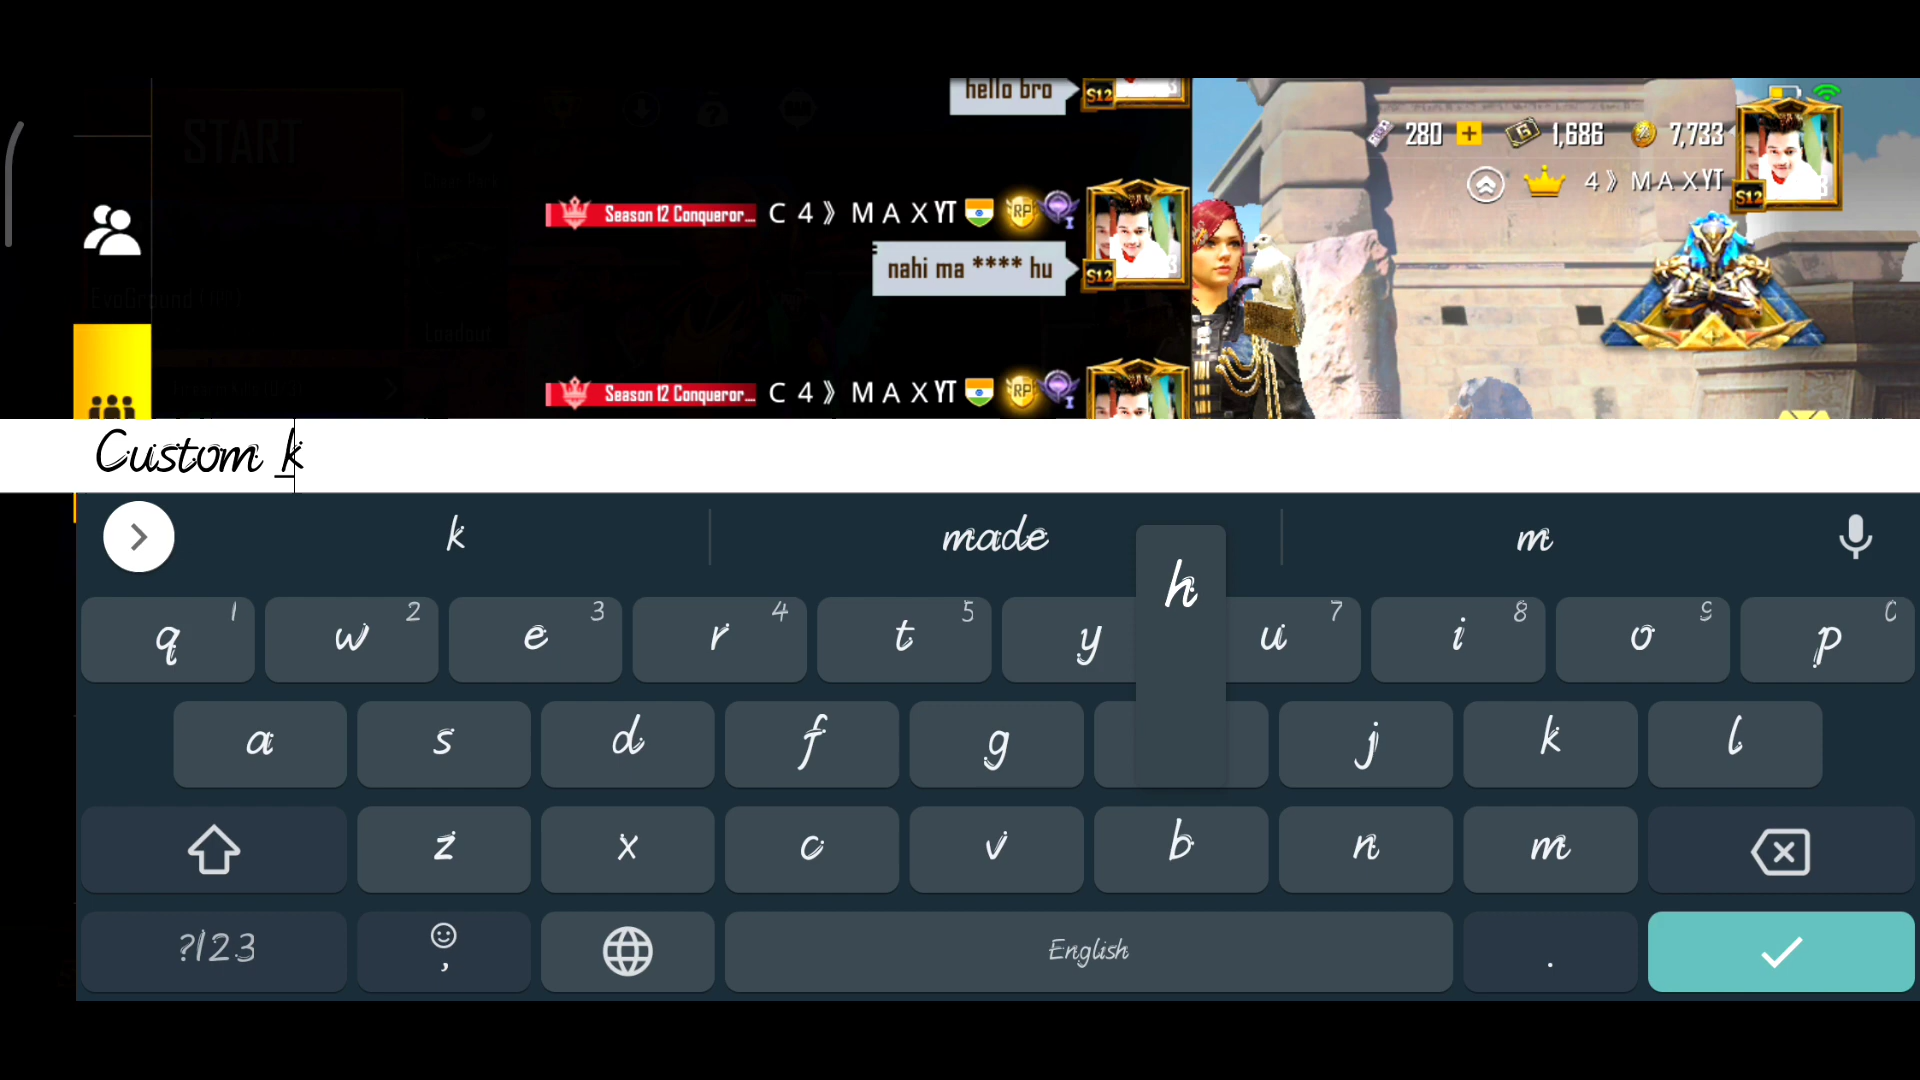 START
hello bro
S12
280
1,686
7,733
4》 M A X YT
S12
Season 12 Conqueror... C 4》 M A X YT RP I
nahi ma **** hu
S12
EvoGround
Loadout
Season 12 Conqueror... C 4》 M A X YT RP I
Custom k
k made m
h
q 1 w 2 e 3 r 4 t 5 y u 7 i 8 o 9 p 0
a s d f g j k l
z x c v b n m
?123 , English .